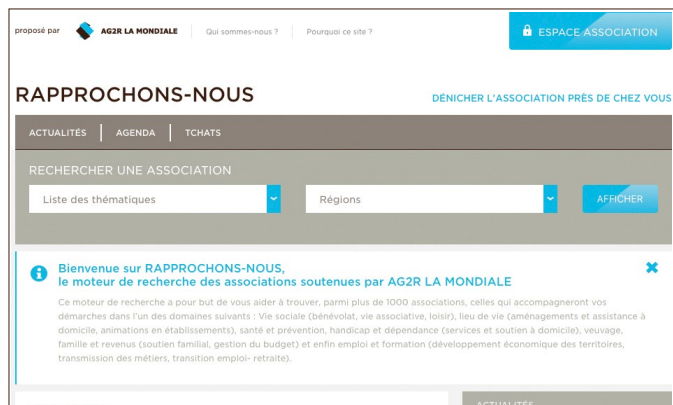 proposé par AG2R LA MONDIALE Qui sommes-nous ? Pourquoi ce site ? ESPACE ASSOCIATION
RAPPROCHONS-NOUS DÉNICHER L'ASSOCIATION PRÈS DE CHEZ VOUS
ACTUALITÉS AGENDA TCHATS
RECHERCHER UNE ASSOCIATION
Liste des thématiques Régions AFFICHER
Bienvenue sur RAPPROCHONS-NOUS,
le moteur de recherche des associations soutenues par AG2R LA MONDIALE
Ce moteur de recherche a pour but de vous aider à trouver, parmi plus de 1000 associations, celles qui accompagneront vos
démarches dans l'un des domaines suivants : Vie sociale (bénévolat, vie associative, loisir), lieu de vie (aménagements et assistance à
domicile, animations en établissements), santé et prévention, handicap et dépendance (services et soutien à domicile), veuvage,
famille et revenus (soutien familial, gestion du budget) et enfin emploi et formation (développement économique des territoires,
transmission des métiers, transition emploi- retraite).
ACTUALITÉS